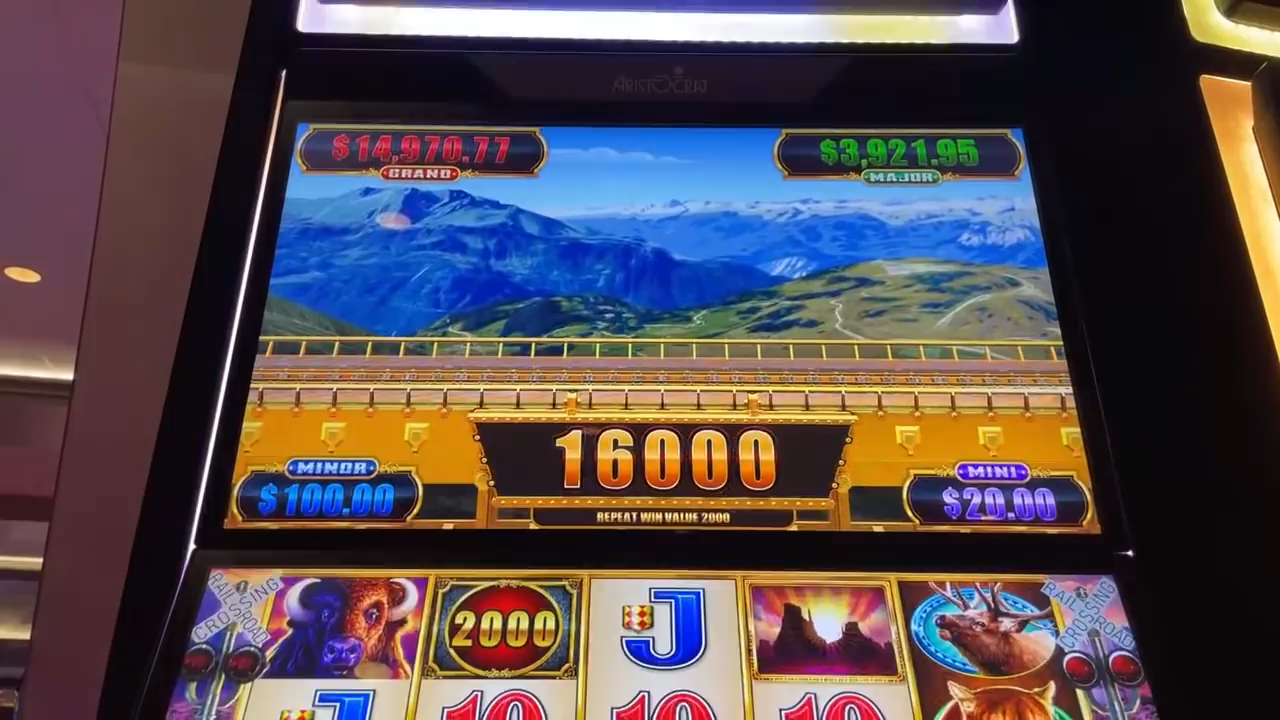 ARISTOCRAT
$14,970.77
GRAND
$3,921.95
MAJOR
16000
MINOR
$100.00
MINI
$20.00
REPEAT WIN VALUE 2000
RAILROAD
CROSSING
2000
J
RAILROAD
CROSSING
J
10
10
10